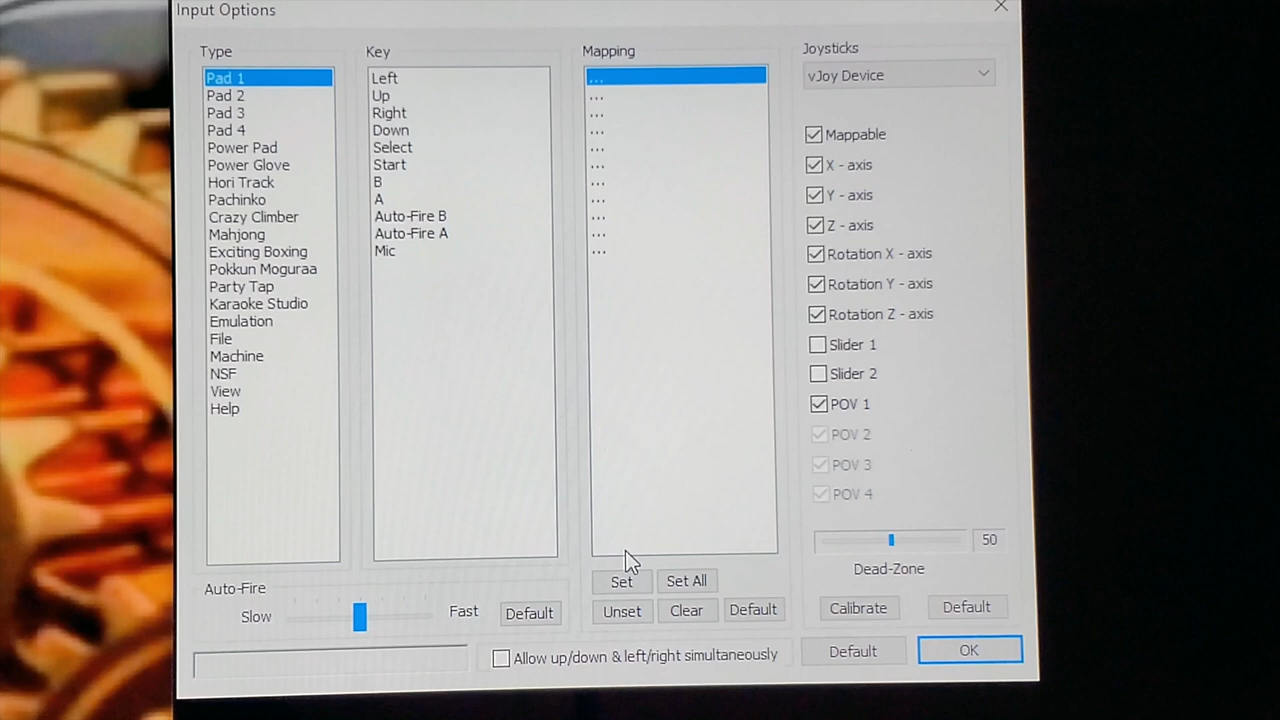 Input Options
Type
Pad 1
Pad 2
Pad 3
Pad 4
Power Pad
Power Glove
Hori Track
Pachinko
Crazy Climber
Mahjong
Exciting Boxing
Pokkun Moguraa
Party Tap
Karaoke Studio
Emulation
File
Machine
NSF
View
Help
Key
Left
Up
Right
Down
Select
Start
B
A
Auto-Fire B
Auto-Fire A
Mic
Mapping
...
...
...
...
...
...
...
...
...
...
...
Set
Set All
Unset
Clear
Default
Joysticks
vJoy Device
Mappable
X - axis
Y - axis
Z - axis
Rotation X - axis
Rotation Y - axis
Rotation Z - axis
Slider 1
Slider 2
POV 1
POV 2
POV 3
POV 4
50
Dead-Zone
Calibrate
Default
Auto-Fire
Slow
Fast
Default
Allow up/down & left/right simultaneously
Default
OK